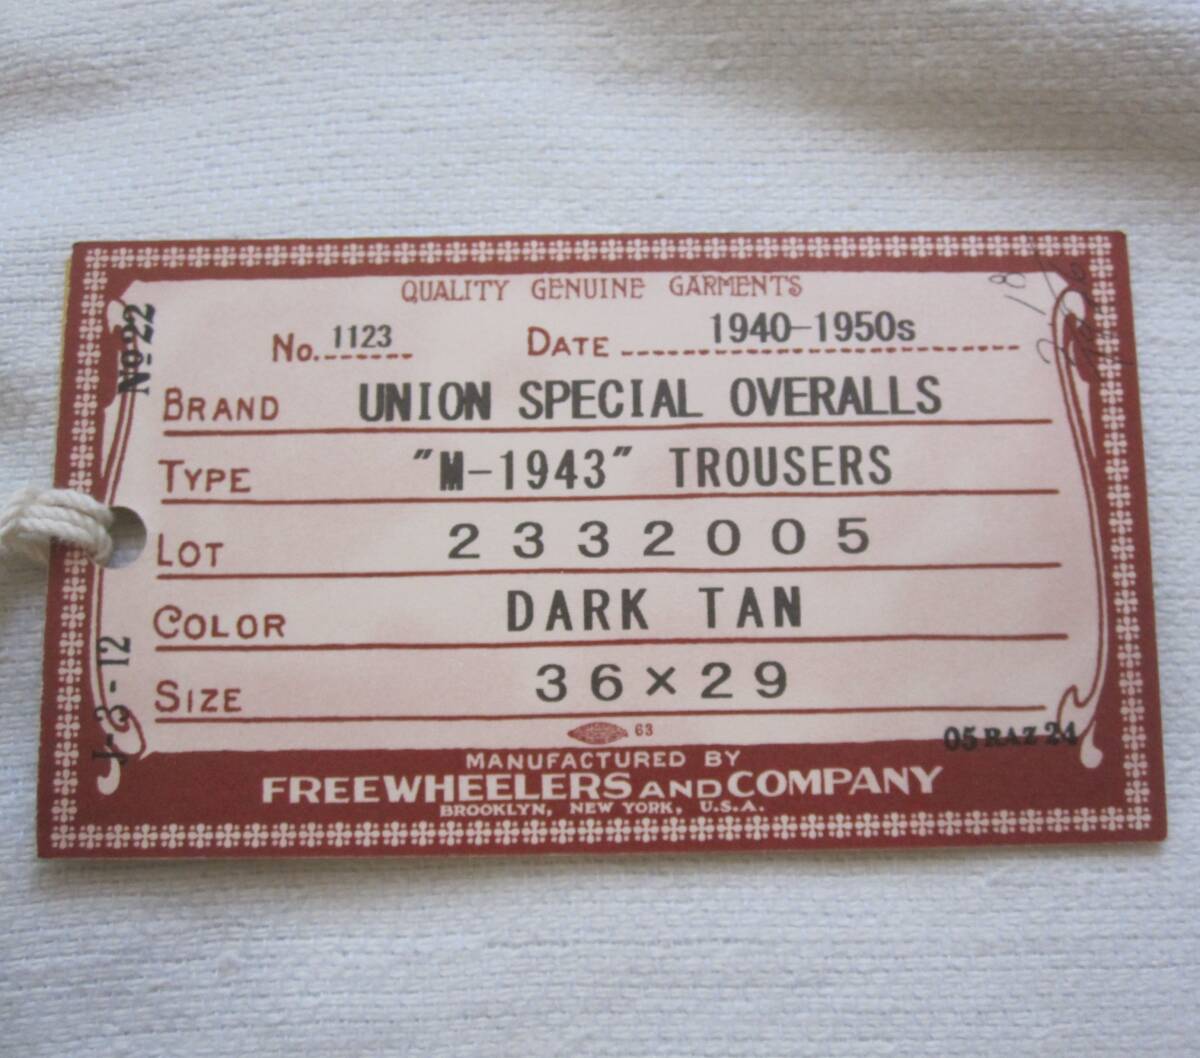 QUALITY GENUINE GARMENTS
No. 1123 DATE 1940-1950s
BRAND UNION SPECIAL OVERALLS
TYPE "M-1943" TROUSERS
LOT 2332005
COLOR DARK TAN
SIZE 36×29
63
MANUFACTURED BY
FREEWHEELERS AND COMPANY
BROOKLYN, NEW YORK, U.S.A.
No 22
J-3-12
05 RAZ 24